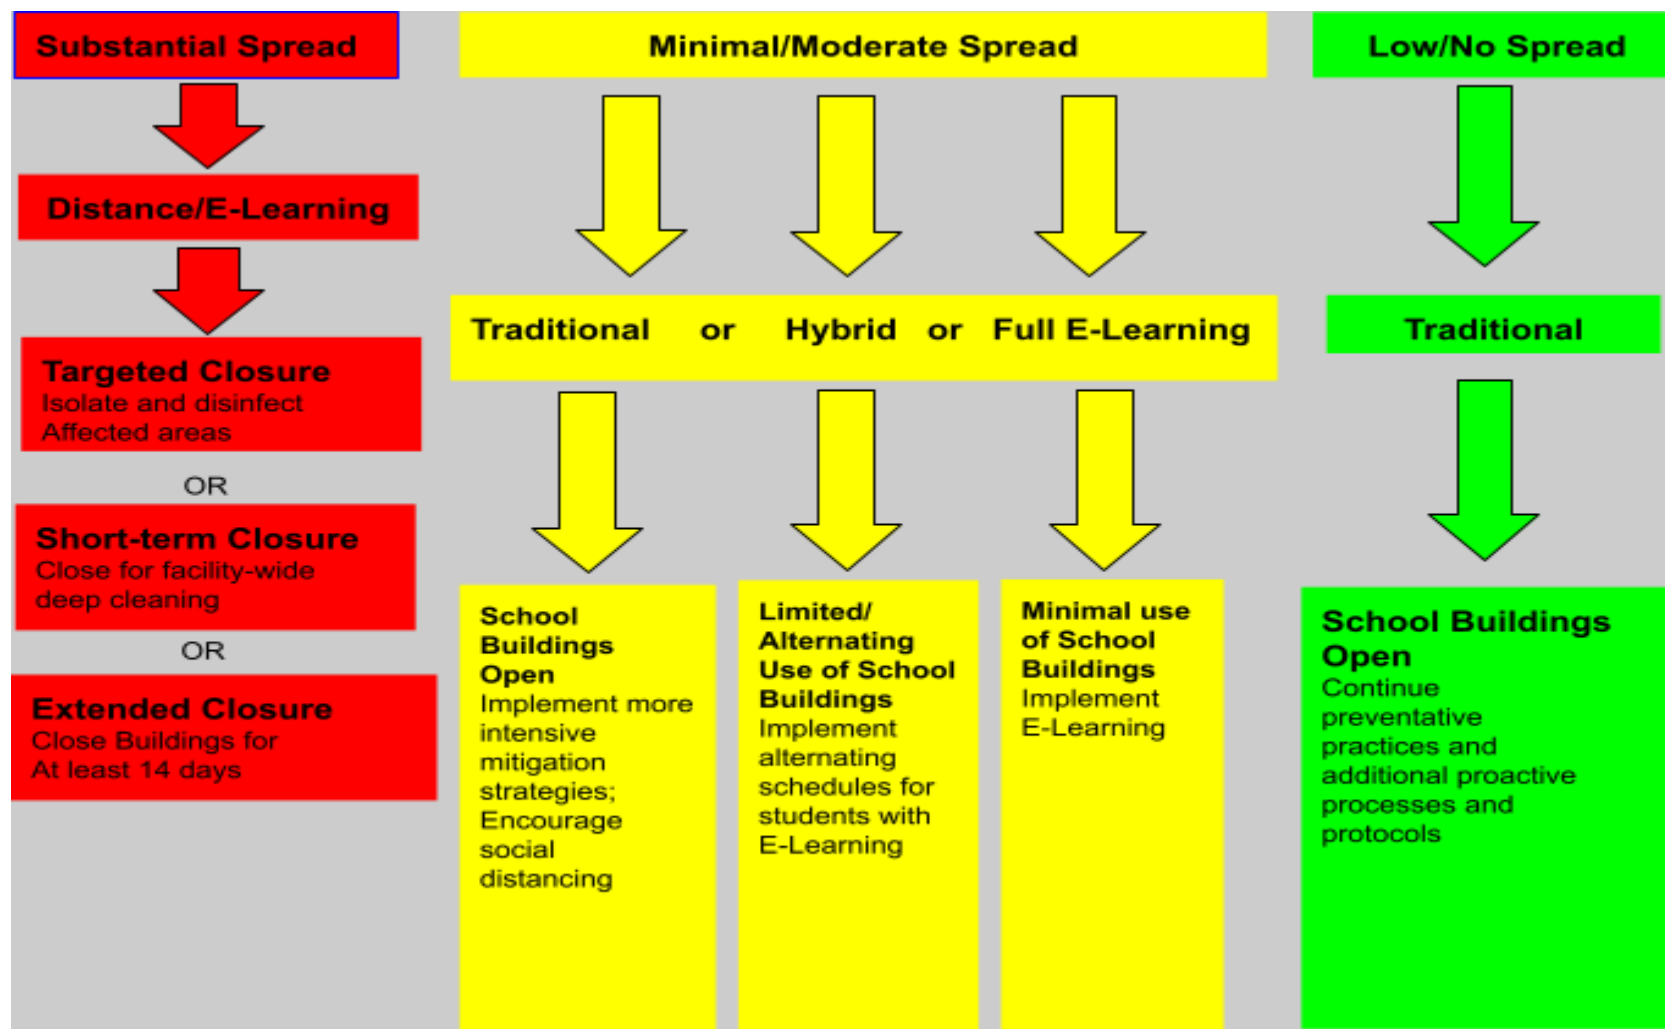 Substantial Spread
Distance/E-Learning
Targeted Closure
Isolate and disinfect
Affected areas
OR
Short-term Closure
Close for facility-wide
deep cleaning
OR
Extended Closure
Close Buildings for
At least 14 days
Minimal/Moderate Spread
Traditional or Hybrid or Full E-Learning
School
Buildings
Open
Implement more
intensive
mitigation
strategies;
Encourage
social
distancing
Limited/
Alternating
Use of School
Buildings
Implement
alternating
schedules for
students with
E-Learning
Minimal use
of School
Buildings
Implement
E-Learning
Low/No Spread
Traditional
School Buildings
Open
Continue
preventative
practices and
additional proactive
processes and
protocols